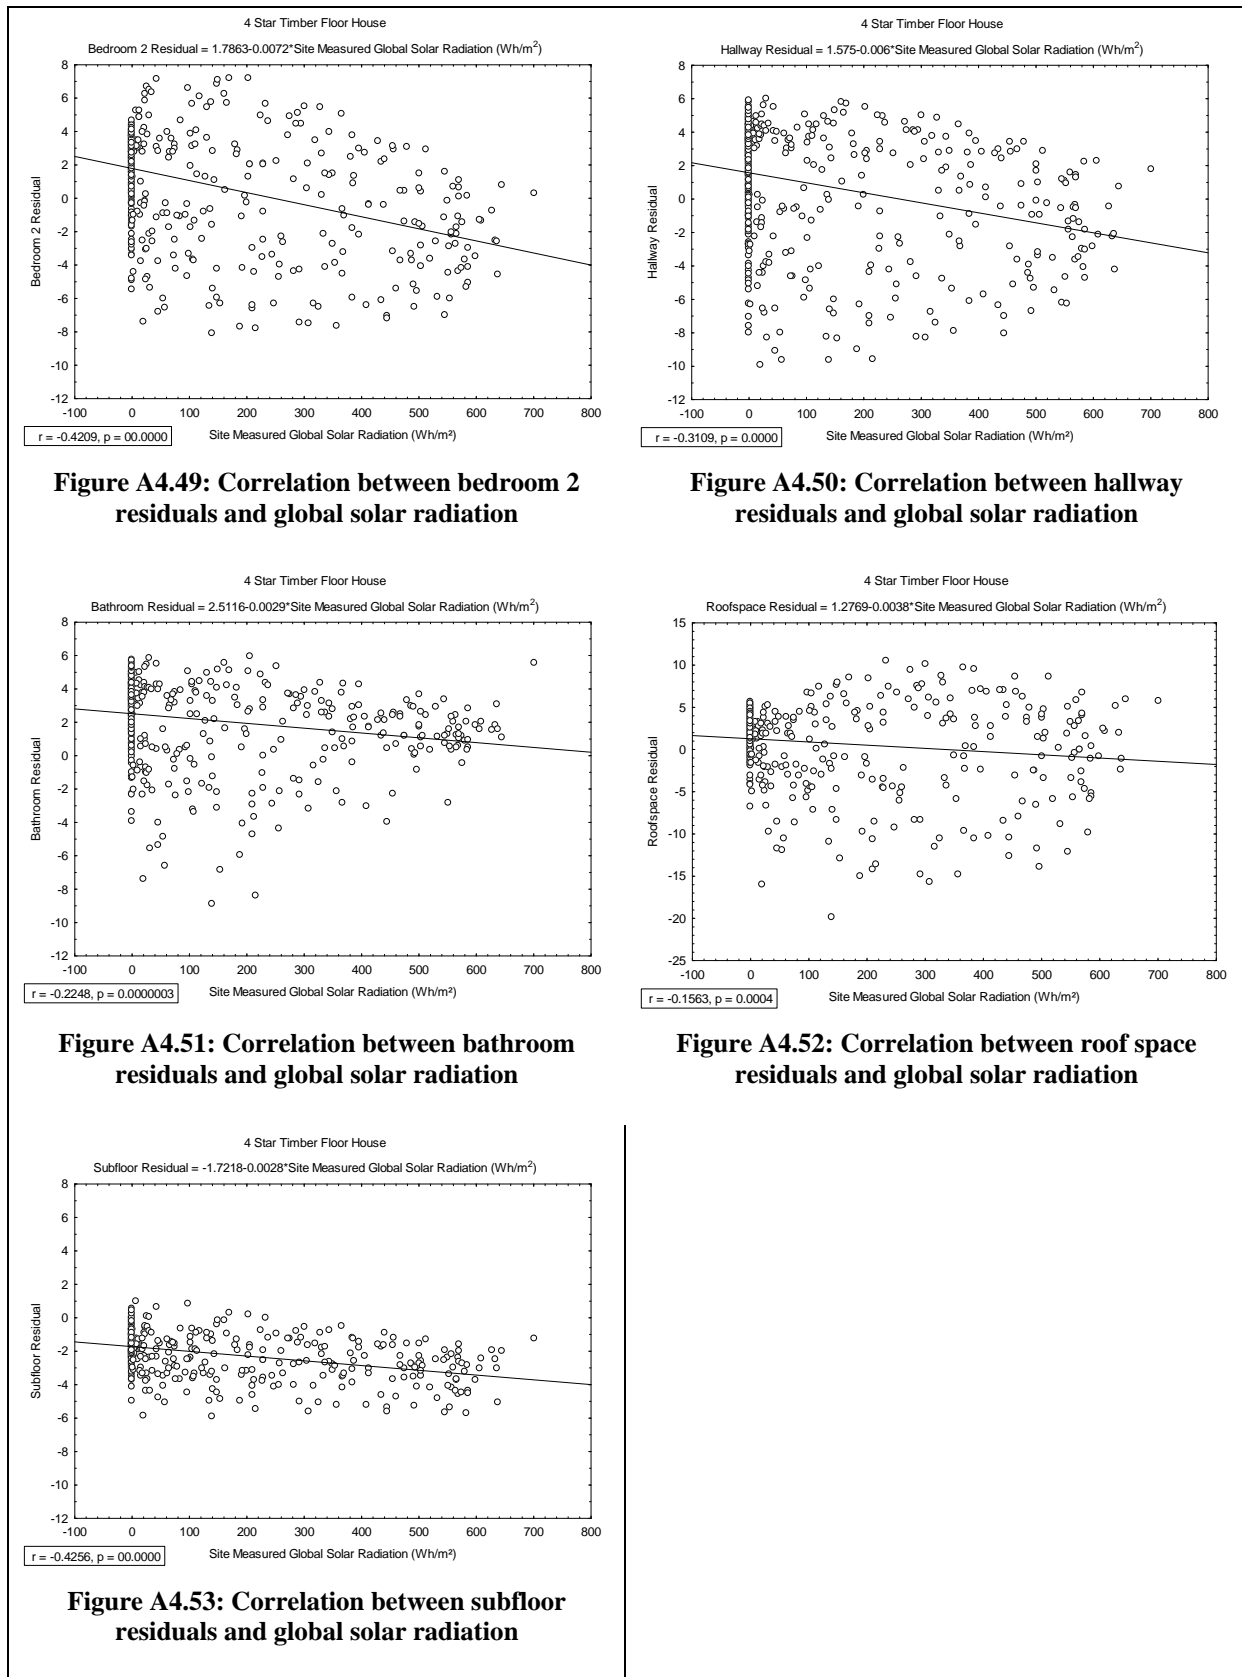 4 Star Timber Floor House
Bedroom 2 Residual = 1.7863-0.0072*Site Measured Global Solar Radiation (Wh/m²)
8
6
4
2
0
-2
-4
-6
-8
-10
-12
Bedroom 2 Residual
-100 0 100 200 300 400 500 600 700 800
r = -0.4209, p = 00.0000
Site Measured Global Solar Radiation (Wh/m²)
Figure A4.49: Correlation between bedroom 2
residuals and global solar radiation
4 Star Timber Floor House
Hallway Residual = 1.575-0.006*Site Measured Global Solar Radiation (Wh/m²)
8
6
4
2
0
-2
-4
-6
-8
-10
-12
Hallway Residual
-100 0 100 200 300 400 500 600 700 800
r = -0.3109, p = 0.0000
Site Measured Global Solar Radiation (Wh/m²)
Figure A4.50: Correlation between hallway
residuals and global solar radiation
4 Star Timber Floor House
Bathroom Residual = 2.5116-0.0029*Site Measured Global Solar Radiation (Wh/m²)
8
6
4
2
0
-2
-4
-6
-8
-10
-12
Bathroom Residual
-100 0 100 200 300 400 500 600 700 800
r = -0.2248, p = 0.0000003
Site Measured Global Solar Radiation (Wh/m²)
Figure A4.51: Correlation between bathroom
residuals and global solar radiation
4 Star Timber Floor House
Roofspace Residual = 1.2769-0.0038*Site Measured Global Solar Radiation (Wh/m²)
15
10
5
0
-5
-10
-15
-20
-25
Roofspace Residual
-100 0 100 200 300 400 500 600 700 800
r = -0.1563, p = 0.0004
Site Measured Global Solar Radiation (Wh/m²)
Figure A4.52: Correlation between roof space
residuals and global solar radiation
4 Star Timber Floor House
Subfloor Residual = -1.7218-0.0028*Site Measured Global Solar Radiation (Wh/m²)
8
6
4
2
0
-2
-4
-6
-8
-10
-12
Subfloor Residual
-100 0 100 200 300 400 500 600 700 800
r = -0.4256, p = 00.0000
Site Measured Global Solar Radiation (Wh/m²)
Figure A4.53: Correlation between subfloor
residuals and global solar radiation